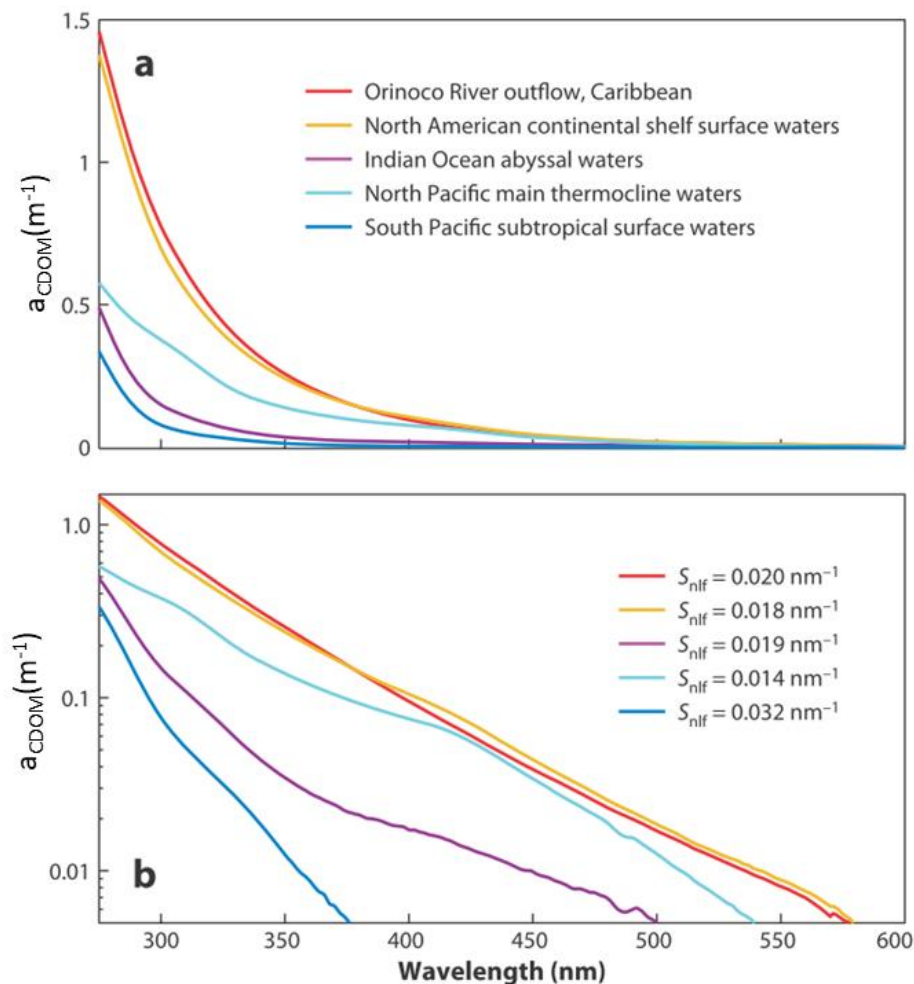 1.5
a
Orinoco River outflow, Caribbean
North American continental shelf surface waters
1
Indian Ocean abyssal waters
North Pacific main thermocline waters
South Pacific subtropical surface waters
aCDOM(m⁻¹)
0.5
0
1.0
Snlf = 0.020 nm⁻¹
Snlf = 0.018 nm⁻¹
Snlf = 0.019 nm⁻¹
0.1
Snlf = 0.014 nm⁻¹
Snlf = 0.032 nm⁻¹
aCDOM(m⁻¹)
0.01
b
300 350 400 450 500 550 600
Wavelength (nm)